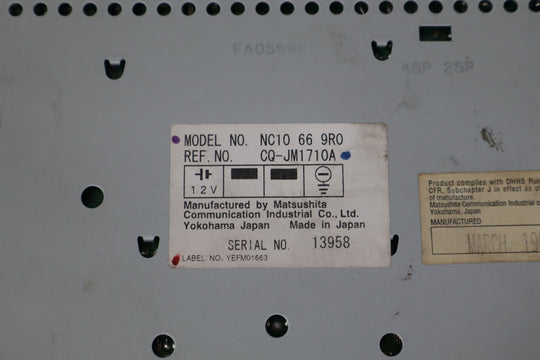 4SP 2SP
MODEL NO. NC10 66 9R0
REF. NO. CQ-JM1710A
12V
Manufactured by Matsushita
Communication Industrial Co., Ltd.
Yokohama Japan Made in Japan
SERIAL NO. 13958
LABEL NO. YEFM01663
Product complies with DHHS
CFR, Subchapter J in effect as
of manufacture.
Matsushita Communication Industrial
Yokohama, Japan
MANUFACTURED
MARCH